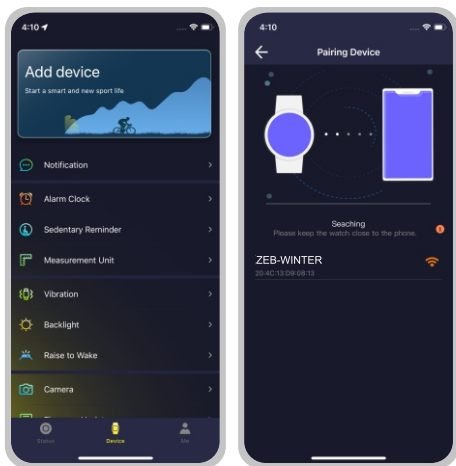 4:10
Add device
Start a smart and new sport life
Notification
Alarm Clock
Sedentary Reminder
Measurement Unit
Vibration
Backlight
Raise to Wake
Camera
Status
Device
Me
4:10
Pairing Device
Seaching
Please keep the watch close to the phone.
ZEB-WINTER
20:4C:13:D9:08:13